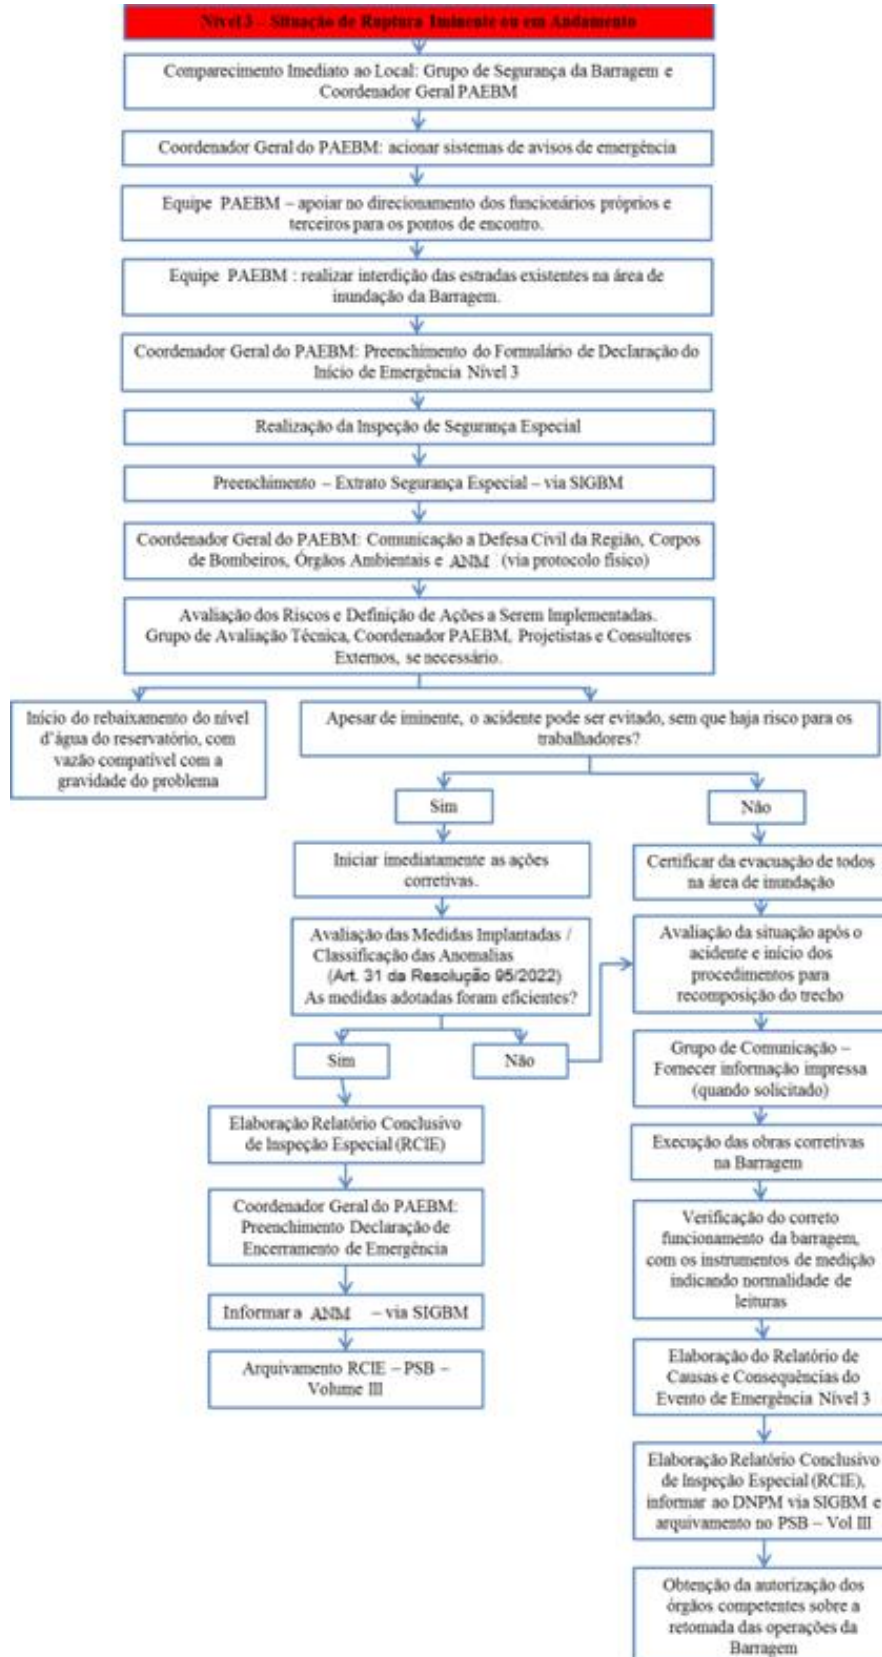 Nível 3 – Situação de Ruptura Iminente ou em Andamento
Comparecimento Imediato ao Local: Grupo de Segurança da Barragem e
Coordenador Geral PAEBM
Coordenador Geral do PAEBM: acionar sistemas de avisos de emergência
Equipe PAEBM – apoiar no direcionamento dos funcionários próprios e
terceiros para os pontos de encontro.
Equipe PAEBM : realizar interdição das estradas existentes na área de
inundação da Barragem.
Coordenador Geral do PAEBM: Preenchimento do Formulário de Declaração do
Início de Emergência Nível 3
Realização da Inspeção de Segurança Especial
Preenchimento – Extrato Segurança Especial – via SIGBM
Coordenador Geral do PAEBM: Comunicação a Defesa Civil da Região, Corpos
de Bombeiros, Órgãos Ambientais e ANM (via protocolo físico)
Avaliação dos Riscos e Definição de Ações a Serem Implementadas.
Grupo de Avaliação Técnica, Coordenador PAEBM, Projetistas e Consultores
Externos, se necessário.
Início do rebaixamento do nível
d'água do reservatório, com
vazão compatível com a
gravidade do problema
Apesar de iminente, o acidente pode ser evitado, sem que haja risco para os
trabalhadores?
Sim
Não
Iniciar imediatamente as ações
corretivas.
Certificar da evacuação de todos
na área de inundação
Avaliação das Medidas Implantadas /
Classificação das Anomalias
(Art. 31 da Resolução 95/2022)
As medidas adotadas foram eficientes?
Avaliação da situação após o
acidente e início dos
procedimentos para
recomposição do trecho
Sim
Não
Grupo de Comunicação –
Fornecer informação impressa
(quando solicitado)
Elaboração Relatório Conclusivo
de Inspeção Especial (RCIE)
Execução das obras corretivas
na Barragem
Coordenador Geral do PAEBM:
Preenchimento Declaração de
Encerramento de Emergência
Verificação do correto
funcionamento da barragem,
com os instrumentos de medição
indicando normalidade de
leituras
Informar a ANM – via SIGBM
Arquivamento RCIE – PSB –
Volume III
Elaboração do Relatório de
Causas e Consequências do
Evento de Emergência Nível 3
Elaboração Relatório Conclusivo
de Inspeção Especial (RCIE),
informar ao DNPM via SIGBM e
arquivamento no PSB – Vol III
Obtenção da autorização dos
órgãos competentes sobre a
retomada das operações da
Barragem